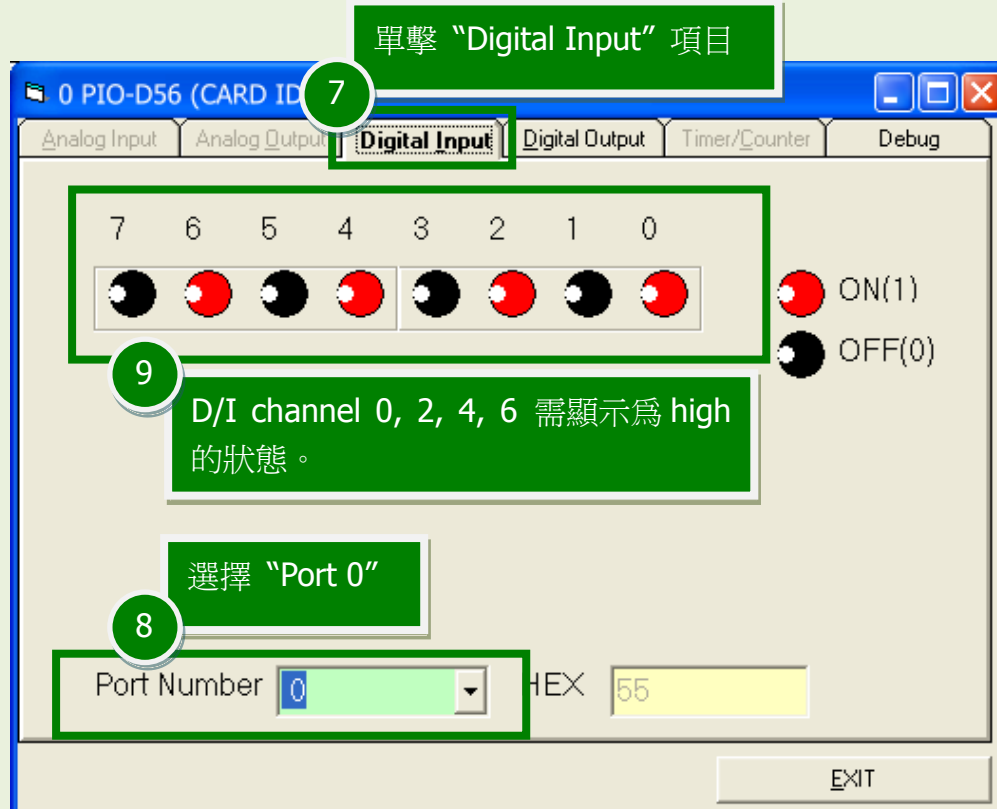 單擊 “Digital Input” 項目
7
0 PIO-D56 (CARD ID
Analog Input Analog Output Digital Input Digital Output Timer/Counter Debug
7 6 5 4 3 2 1 0
ON(1)
OFF(0)
9
D/I channel 0, 2, 4, 6 需顯示為 high
的狀態。
選擇 “Port 0”
8
Port Number 0 HEX 55
EXIT